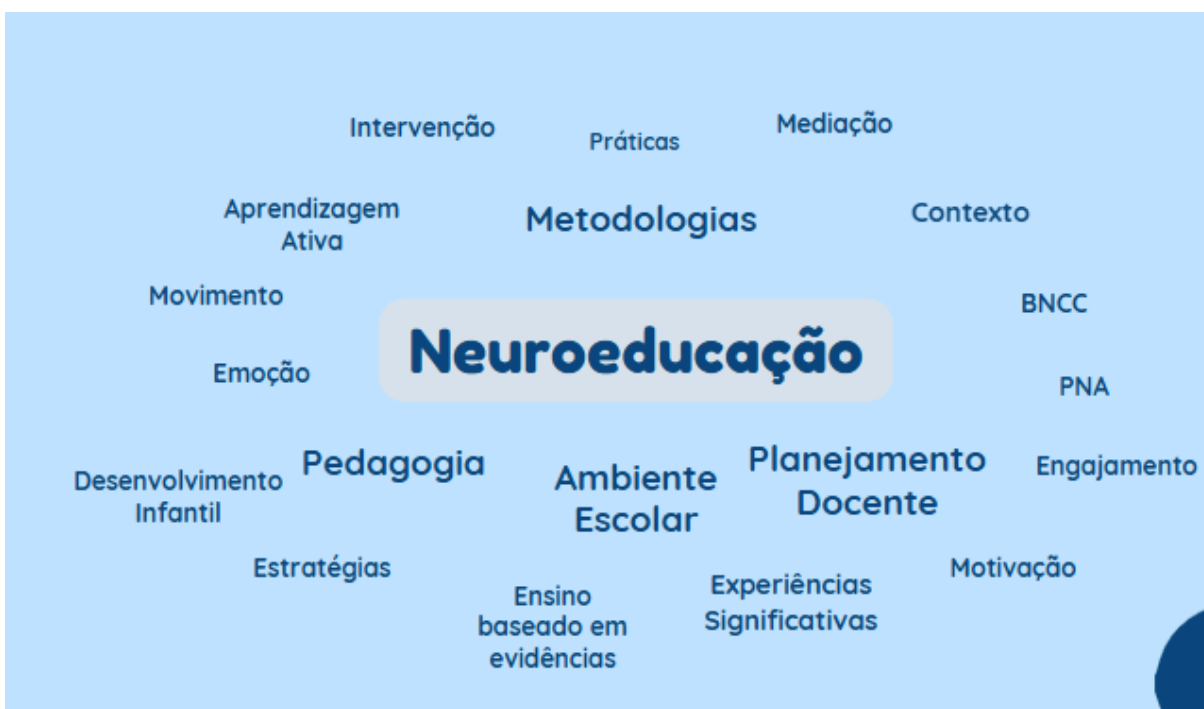 Intervenção
Práticas
Mediação
Aprendizagem
Ativa
Metodologias
Contexto
Movimento
BNCC
Neuroeducação
Emoção
PNA
Pedagogia
Ambiente
Escolar
Planejamento
Docente
Engajamento
Desenvolvimento
Infantil
Estratégias
Ensino
baseado em
evidências
Experiências
Significativas
Motivação